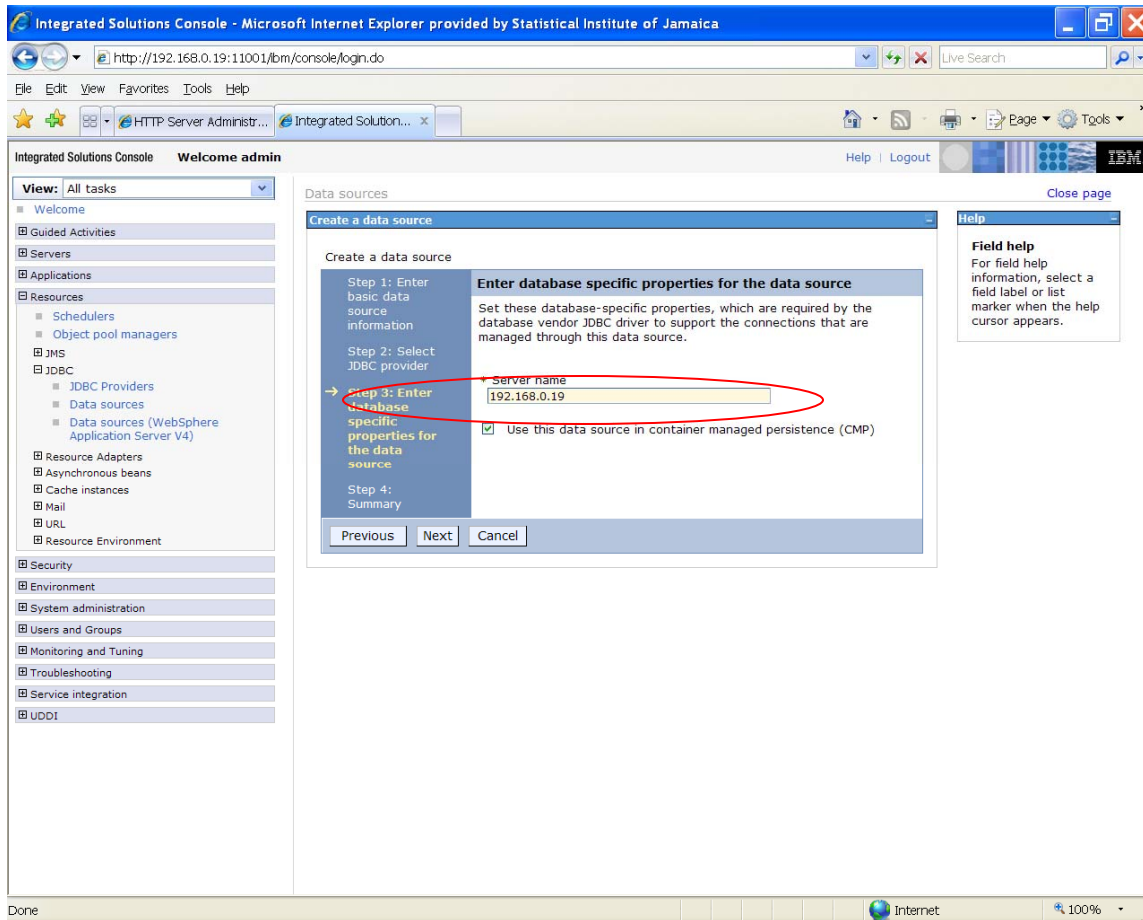 Integrated Solutions Console - Microsoft Internet Explorer provided by Statistical Institute of Jamaica
http://192.168.0.19:11001/ibm/console/login.do
Live Search
File Edit View Favorites Tools Help
HTTP Server Administr...
Integrated Solution...
Page
Tools
Integrated Solutions Console Welcome admin
Help | Logout
IBM
View: All tasks
Welcome
Guided Activities
Servers
Applications
Resources
Schedulers
Object pool managers
JMS
JDBC
JDBC Providers
Data sources
Data sources (WebSphere
Application Server V4)
Resource Adapters
Asynchronous beans
Cache instances
Mail
URL
Resource Environment
Security
Environment
System administration
Users and Groups
Monitoring and Tuning
Troubleshooting
Service integration
UDDI
Data sources
Close page
Create a data source
Create a data source
Step 1: Enter
basic data
source
information
Step 2: Select
JDBC provider
Step 3: Enter
database
specific
properties for
the data
source
Step 4:
Summary
Enter database specific properties for the data source
Set these database-specific properties, which are required by the
database vendor JDBC driver to support the connections that are
managed through this data source.
* Server name
192.168.0.19
Use this data source in container managed persistence (CMP)
Previous Next Cancel
Help
Field help
For field help
information, select a
field label or list
marker when the help
cursor appears.
Done
Internet
100%